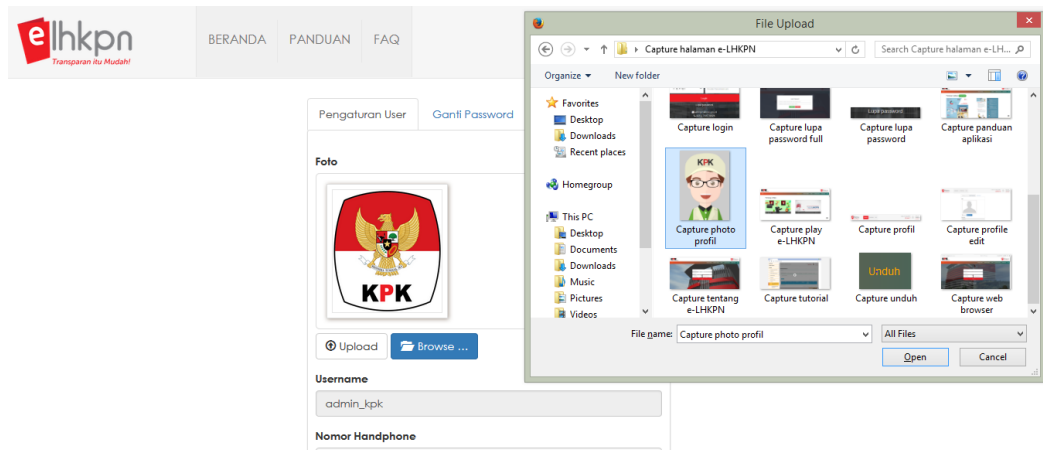 elhkpn
Transparan itu Mudah!
BERANDA PANDUAN FAQ
Pengaturan User Ganti Password
Foto
KPK
Upload Browse ...
Username
admin_kpk
Nomor Handphone
File Upload
Capture halaman e-LHKPN
Search Capture halaman e-LH...
Organize New folder
Favorites
Desktop
Downloads
Recent places
Homegroup
This PC
Desktop
Documents
Downloads
Music
Pictures
Videos
Capture login
Capture lupa
password full
Lupa password
Capture lupa
password
Capture panduan
aplikasi
KPK
Capture photo
profil
Capture play
e-LHKPN
Capture profil
Capture profile
edit
Capture tentang
e-LHKPN
Capture tutorial
Unduh
Capture unduh
Capture web
browser
File name: Capture photo profil All Files
Open Cancel